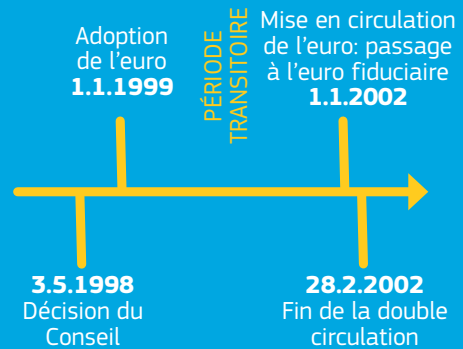 Adoption
de l'euro
1.1.1999
PÉRIODE
TRANSITOIRE
Mise en circulation
de l'euro: passage
à l'euro fiduciaire
1.1.2002
3.5.1998
Décision du
Conseil
28.2.2002
Fin de la double
circulation